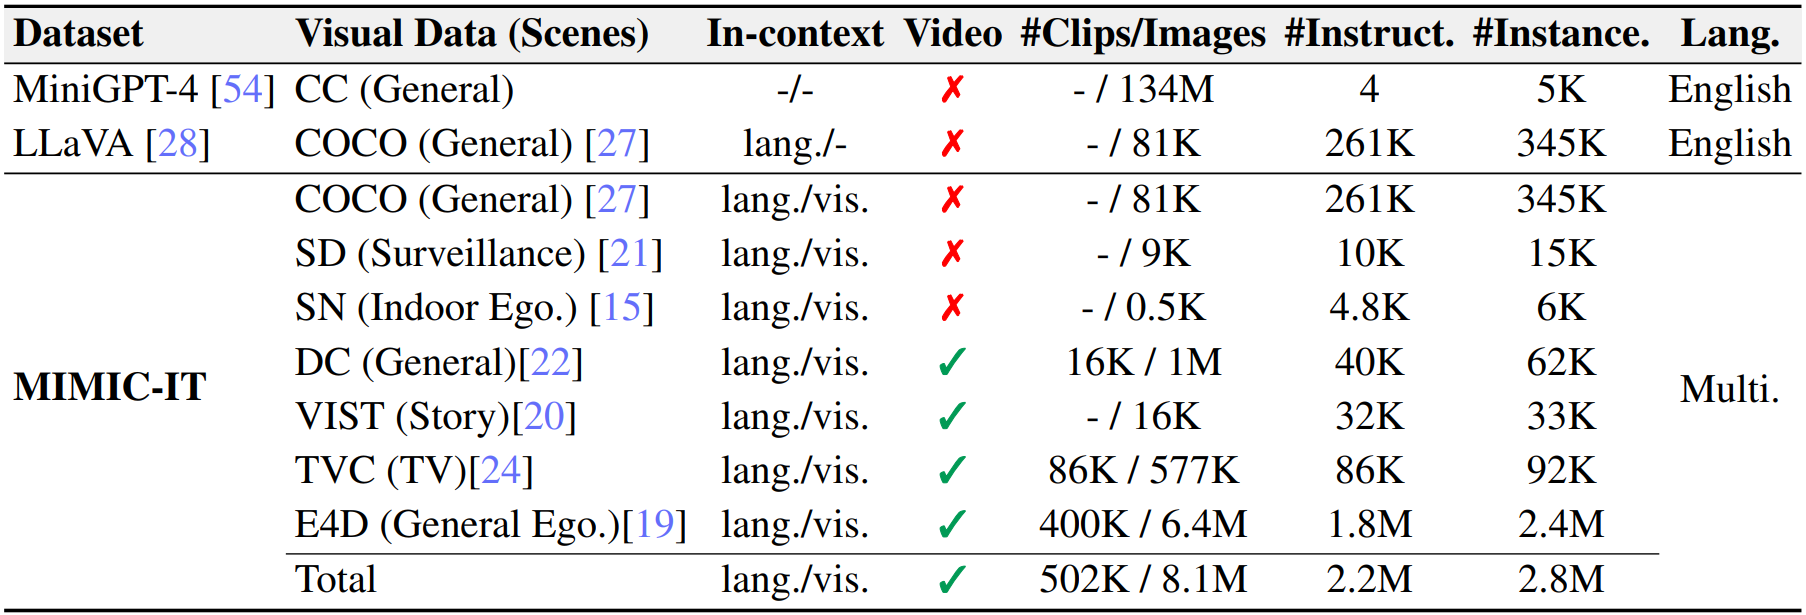 Dataset Visual Data (Scenes) In-context Video #Clips/Images #Instruct. #Instance. Lang.
MiniGPT-4 [54] CC (General) -/- ✗ - / 134M 4 5K English
LLaVA [28] COCO (General) [27] lang./- ✗ - / 81K 261K 345K English
COCO (General) [27] lang./vis. ✗ - / 81K 261K 345K
SD (Surveillance) [21] lang./vis. ✗ - / 9K 10K 15K
SN (Indoor Ego.) [15] lang./vis. ✗ - / 0.5K 4.8K 6K
DC (General)[22] lang./vis. ✓ 16K / 1M 40K 62K
MIMIC-IT Multi.
VIST (Story)[20] lang./vis. ✓ - / 16K 32K 33K
TVC (TV)[24] lang./vis. ✓ 86K / 577K 86K 92K
E4D (General Ego.)[19] lang./vis. ✓ 400K / 6.4M 1.8M 2.4M
Total lang./vis. ✓ 502K / 8.1M 2.2M 2.8M